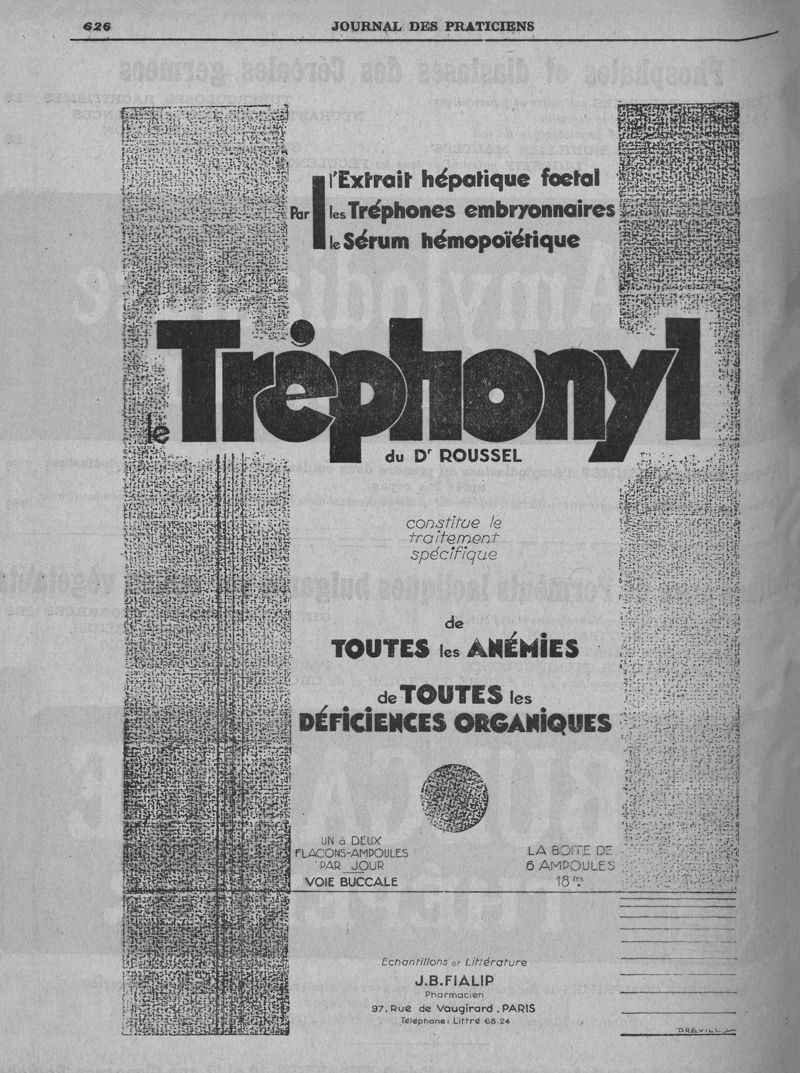 626
JOURNAL DES PRATICIENS
Par
l'Extrait hépatique fœtal
les Tréphones embryonnaires
le Sérum hémopoïétique
le Tréphonyl
du Dr ROUSSEL
constitue le
traitement
spécifique
de
TOUTES les ANÉMIES
de TOUTES les
DÉFICIENCES ORGANIQUES
UN à DEUX
FLACONS-AMPOULES
PAR JOUR
VOIE BUCCALE
LA BOITE DE
6 AMPOULES
18 frs
Echantillons et Littérature
J.B.FIALIP
Pharmacien
97, Rue de Vaugirard . PARIS
Téléphone: Littré 68 24